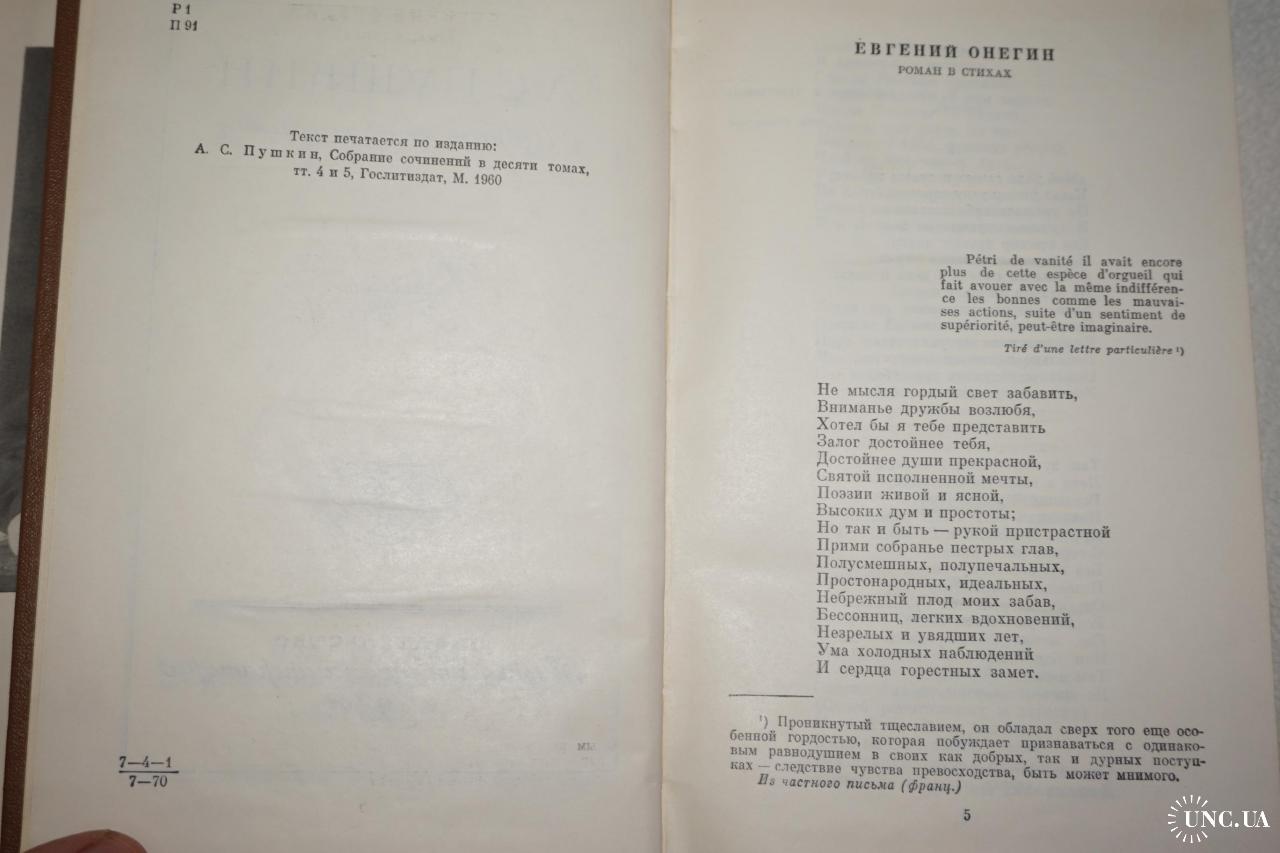 Р 1
П 91
Текст печатается по изданию:
А. С. Пушкин, Собрание сочинений в десяти томах,
тт. 4 и 5, Гослитиздат, М. 1960
7—4—1
7—70
ЕВГЕНИЙ ОНЕГИН
РОМАН В СТИХАХ
Pétri de vanité il avait encore
plus de cette espèce d'orgueil qui
fait avouer avec la même indifféren-
ce les bonnes comme les mauvai-
ses actions, suite d'un sentiment de
supériorité, peut-être imaginaire.
Tiré d'une lettre particulière ¹)
Не мысля гордый свет забавить,
Вниманье дружбы возлюбя,
Хотел бы я тебе представить
Залог достойнее тебя,
Достойнее души прекрасной,
Святой исполненной мечты,
Поэзии живой и ясной,
Высоких дум и простоты;
Но так и быть — рукой пристрастной
Прими собранье пестрых глав,
Полусмешных, полупечальных,
Простонародных, идеальных,
Небрежный плод моих забав,
Бессонниц, легких вдохновений,
Незрелых и увядших лет,
Ума холодных наблюдений
И сердца горестных замет.
¹) Проникнутый тщеславием, он обладал сверх того еще осо-
бенной гордостью, которая побуждает признаваться с одинако-
вым равнодушием в своих как добрых, так и дурных поступ-
ках — следствие чувства превосходства, быть может мнимого.
Из частного письма (франц.)
5
UNC.UA